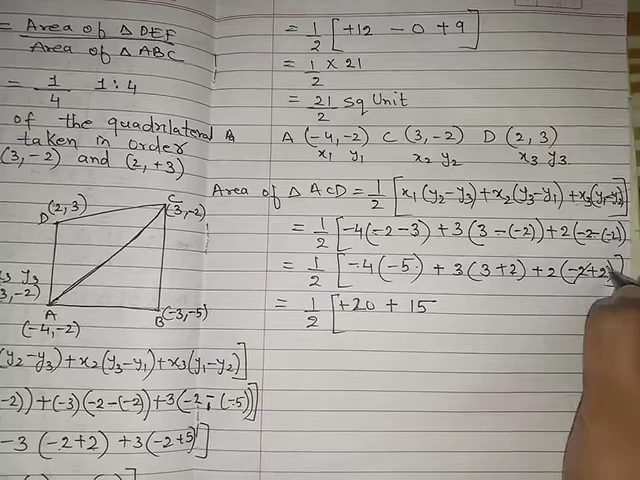 = Area of Δ DEF
Area of Δ ABC
= 1/4 1:4
of the quadrilateral
taken in order
(3,-2) and (2,+3)
D (2,3)
C (3,-2)
A (-4,-2)
B (-3,-5)
3,-2)
(y₂-y₃)+x₂(y₃-y₁)+x₃(y₁-y₂)]
-2))+(-3)(-2-(-2))+3(-2-(-5))]
-3(-2+2)+3(-2+5)]
= 1/2 [+12 - 0 + 9]
= 1/2 × 21
= 21/2 sq Unit
A (-4,-2) C (3,-2) D (2,3)
x₁ y₁ x₂ y₂ x₃ y₃
Area of Δ ACD = 1/2 [x₁(y₂-y₃)+x₂(y₃-y₁)+x₃(y₁-y₂)]
= 1/2 [-4(-2-3)+3(3-(-2))+2(-2-(-2)]
= 1/2 [-4(-5)+3(3+2)+2(-2+2)]
= 1/2 [+20+15